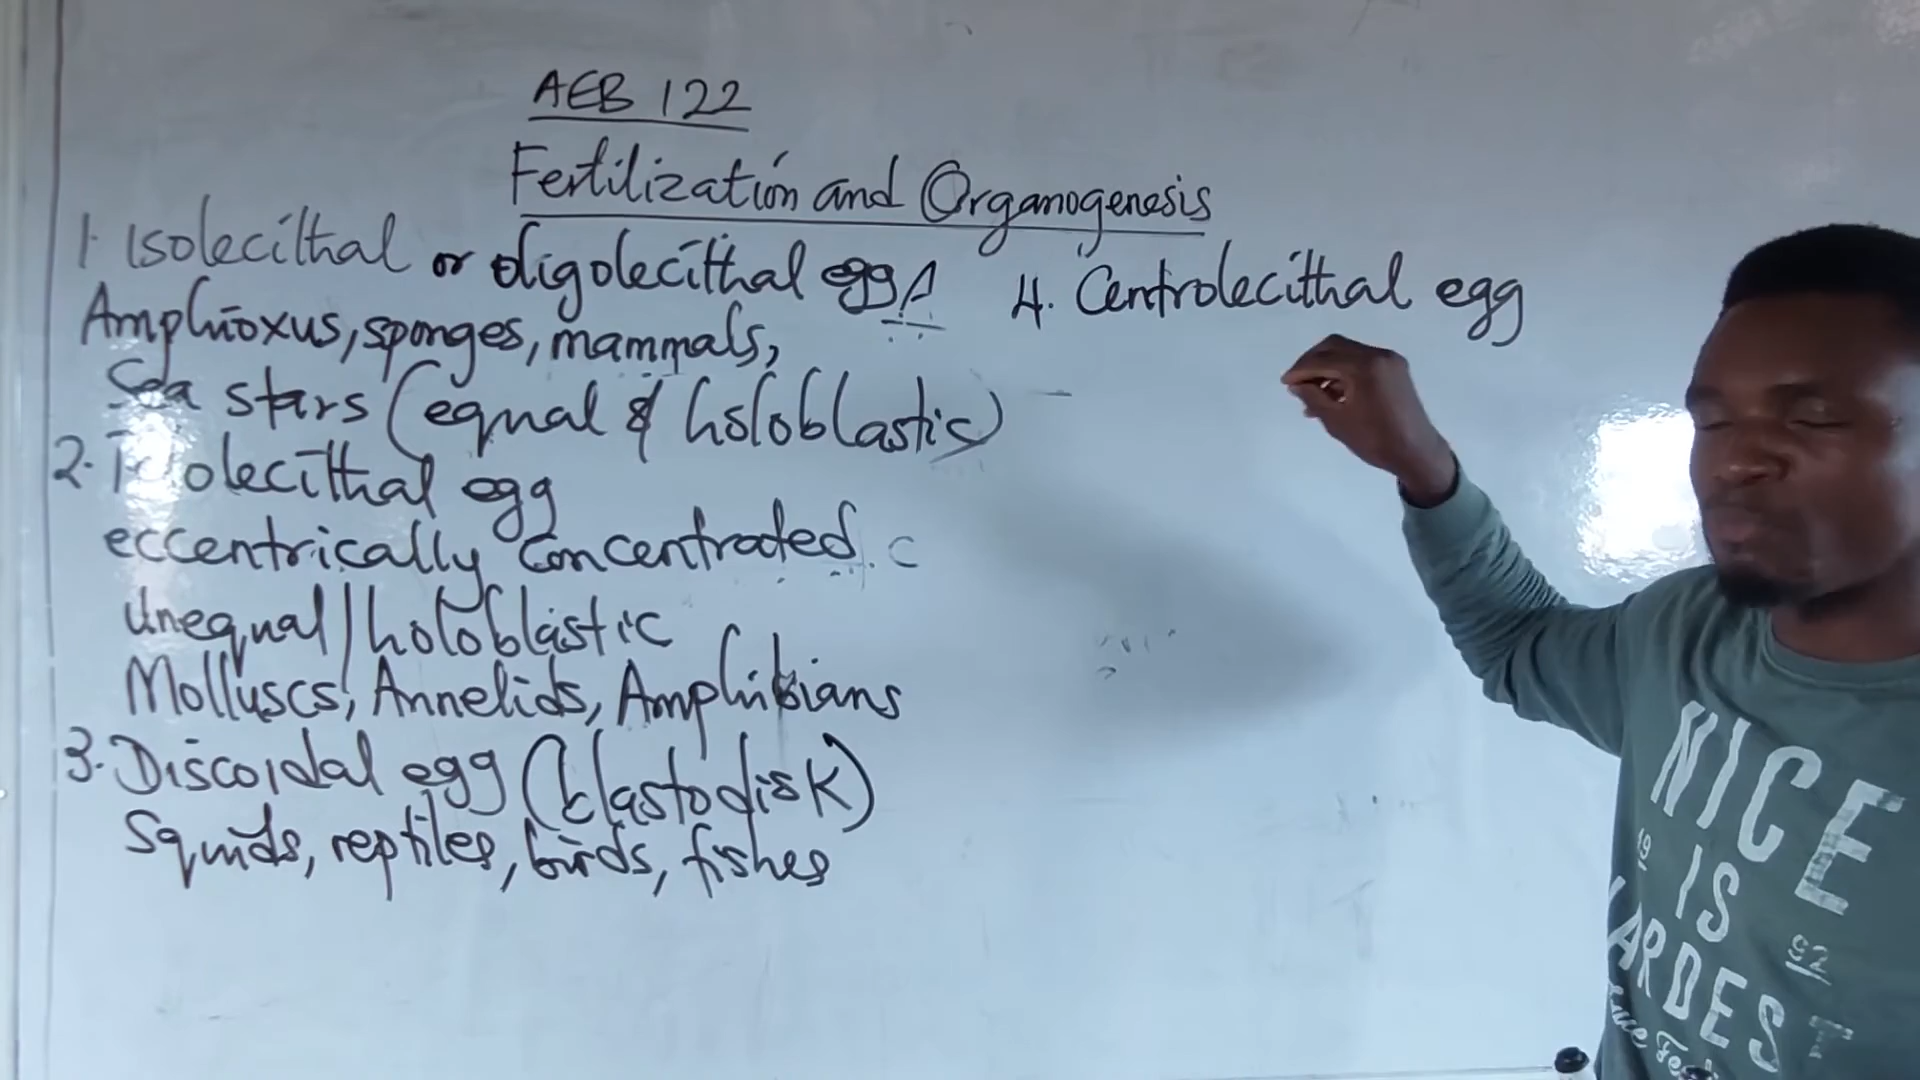 AEB 122
Fertilization and Organogenesis
1. Isolecithal or oligolecithal eggs
Amphioxus, sponges, mammals,
Sea stars (equal & holoblastic)
2. Telolecithal egg
eccentrically concentrated. C
Unequal/holoblastic
Molluscs, Annelids, Amphibians
3. Discoidal egg (blastodisk)
Squids, reptiles, birds, fishes
4. Centrolecithal egg
NICE
IS
ARDES